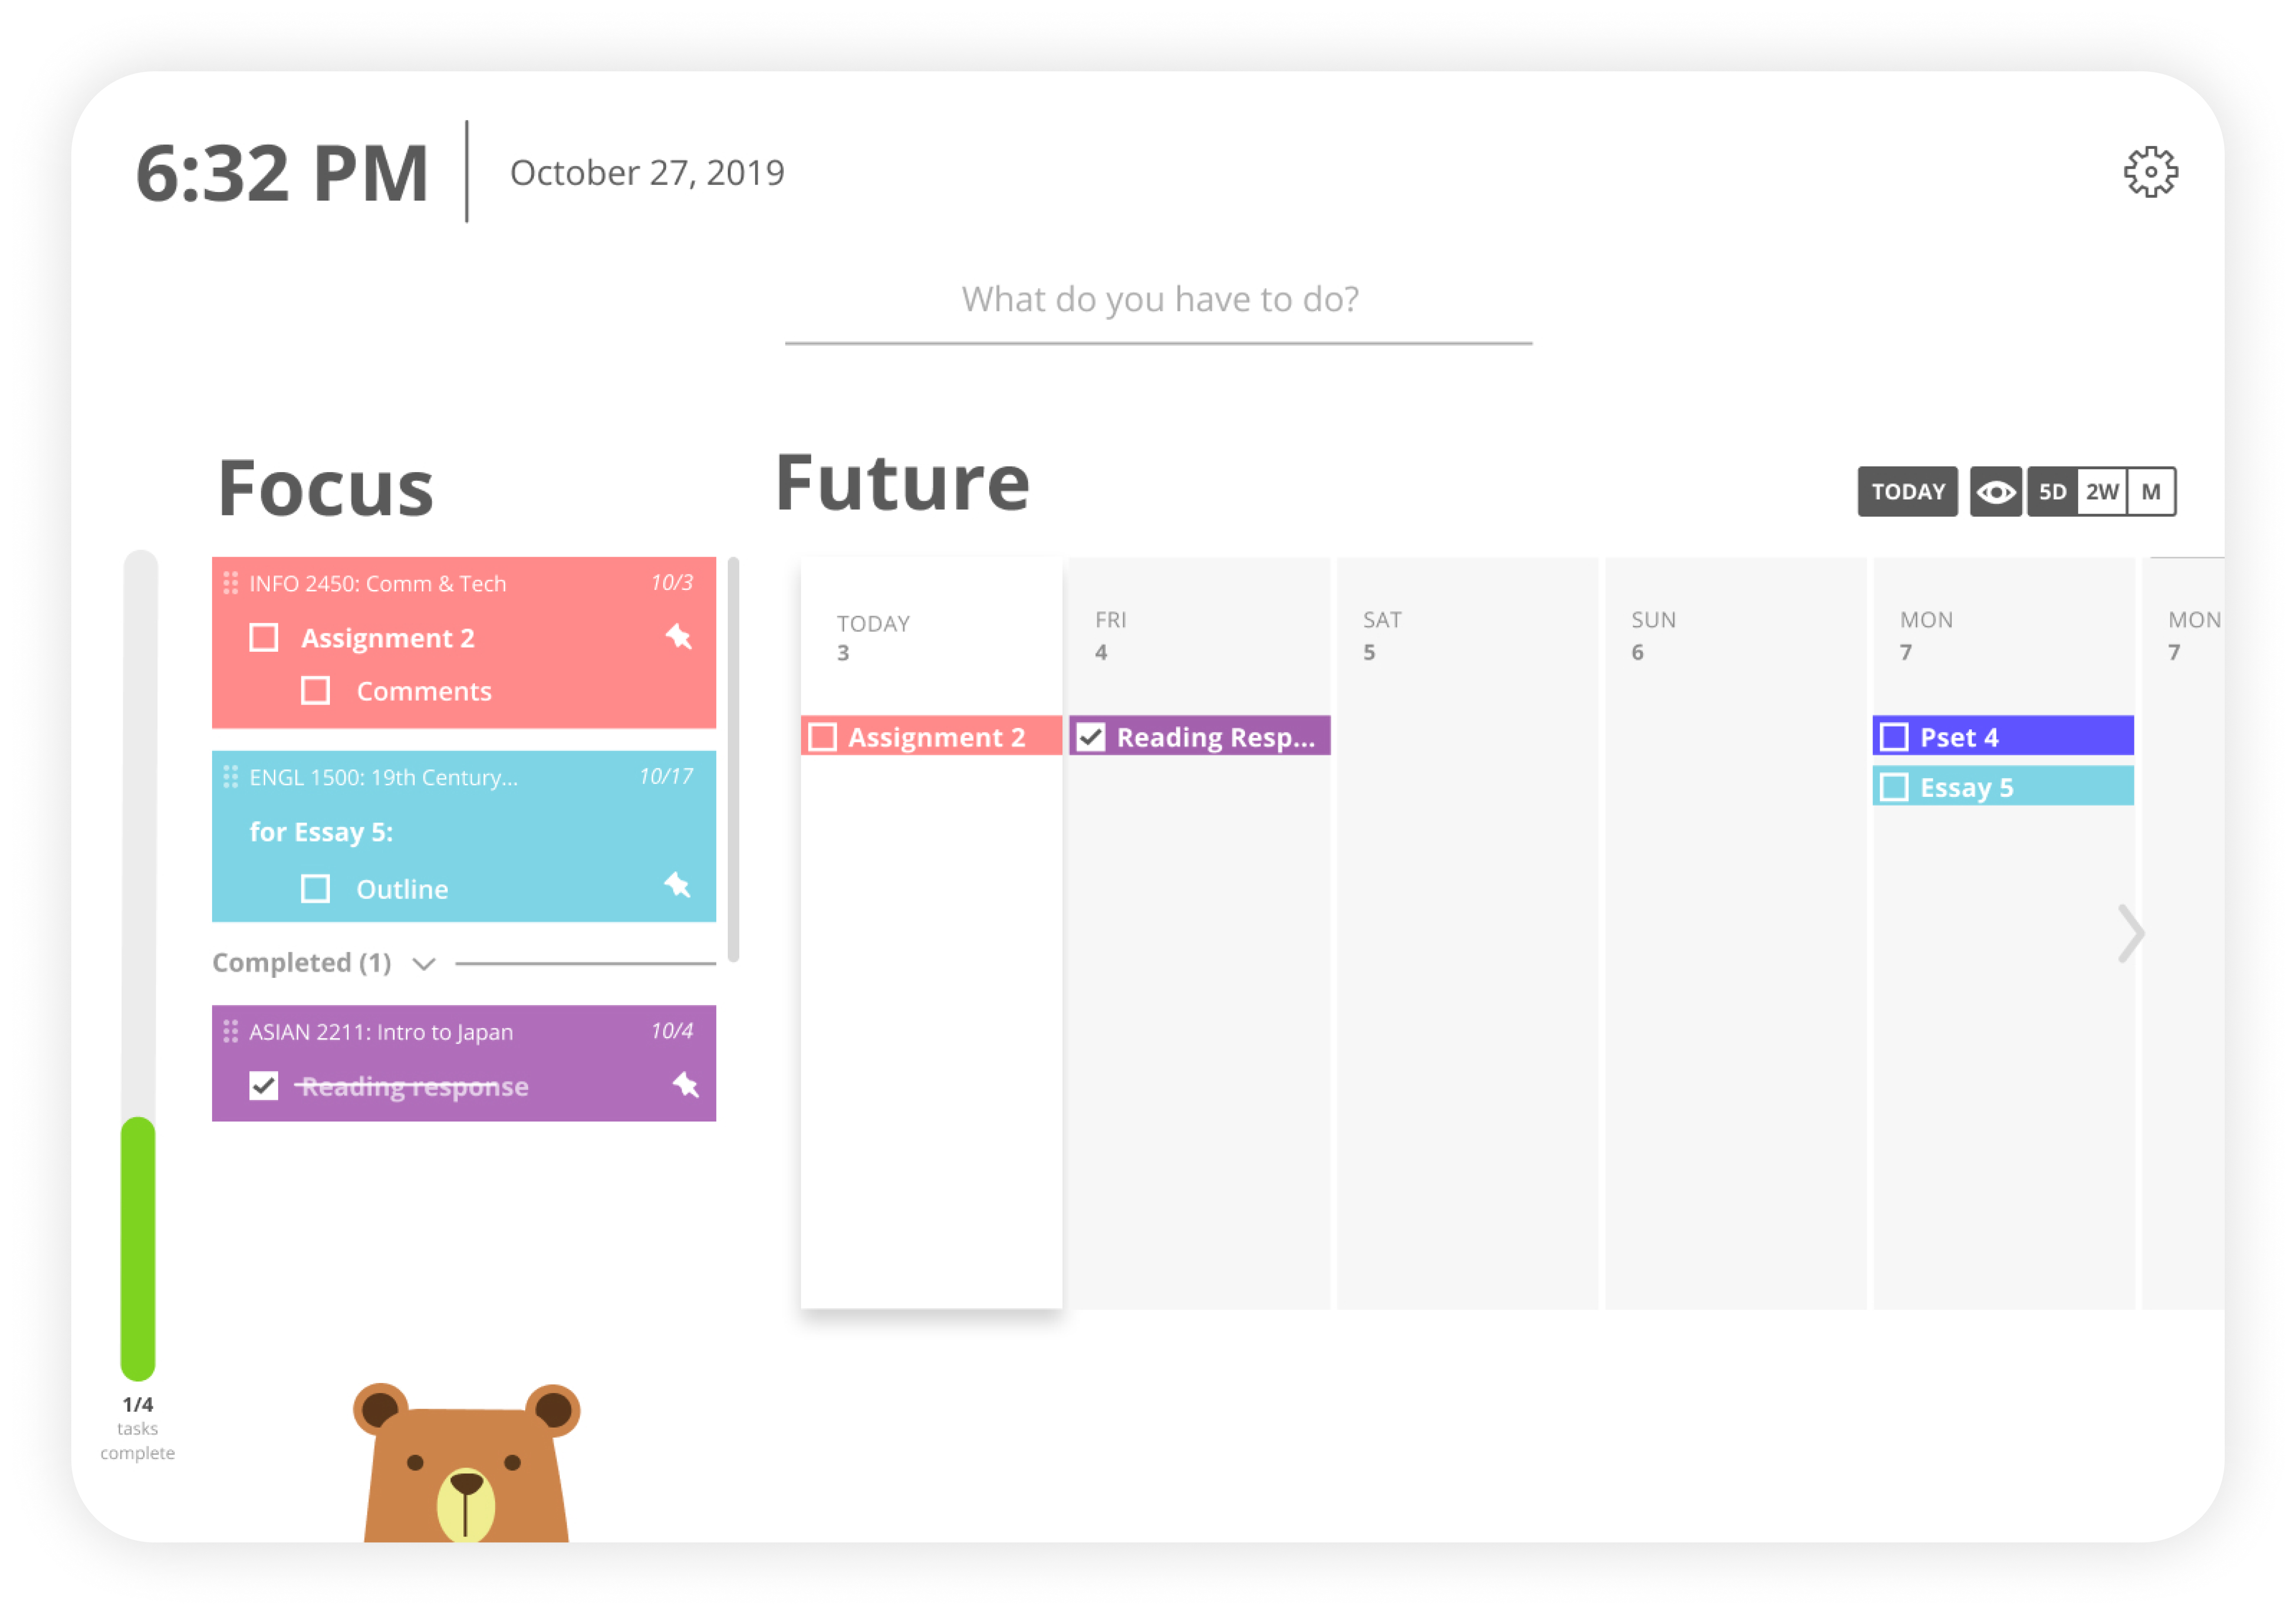 6:32 PM
October 27, 2019
What do you have to do?
Focus
INFO 2450: Comm & Tech 10/3
Assignment 2
Comments
ENGL 1500: 19th Century... 10/17
for Essay 5:
Outline
Completed (1)
ASIAN 2211: Intro to Japan 10/4
Reading response
1/4
tasks
complete
Future
TODAY 5D 2W M
TODAY
3
Assignment 2
FRI
4
Reading Resp...
SAT
5
SUN
6
MON
7
Pset 4
Essay 5
MON
7